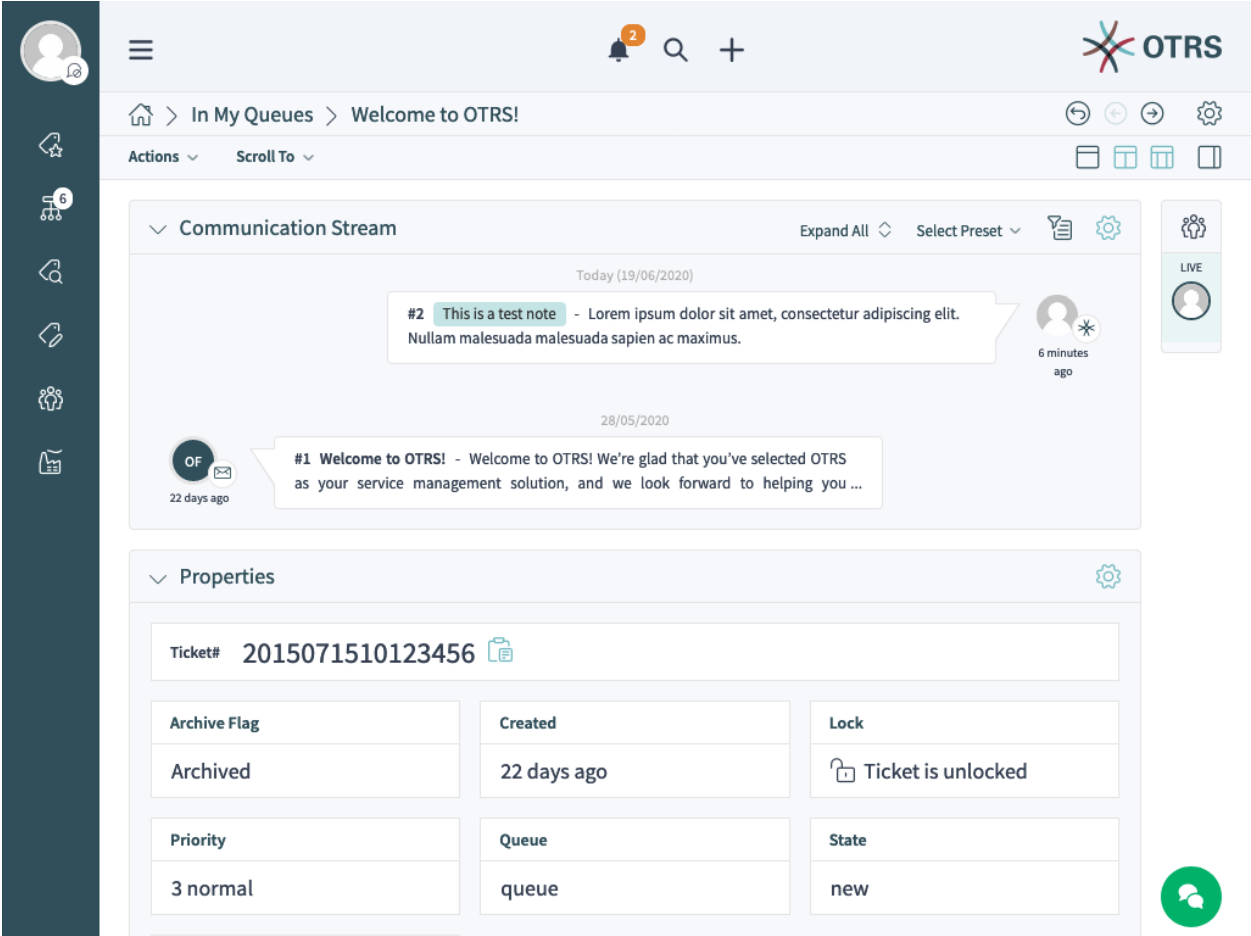 2
OTRS
In My Queues
Welcome to OTRS!
Actions
Scroll To
6
Communication Stream
Expand All
Select Preset
LIVE
Today (19/06/2020)
#2 This is a test note - Lorem ipsum dolor sit amet, consectetur adipiscing elit.
Nullam malesuada malesuada sapien ac maximus.
6 minutes
ago
28/05/2020
OF
22 days ago
#1 Welcome to OTRS! - Welcome to OTRS! We're glad that you've selected OTRS
as your service management solution, and we look forward to helping you ...
Properties
Ticket# 2015071510123456
Archive Flag
Archived
Created
22 days ago
Lock
Ticket is unlocked
Priority
3 normal
Queue
queue
State
new